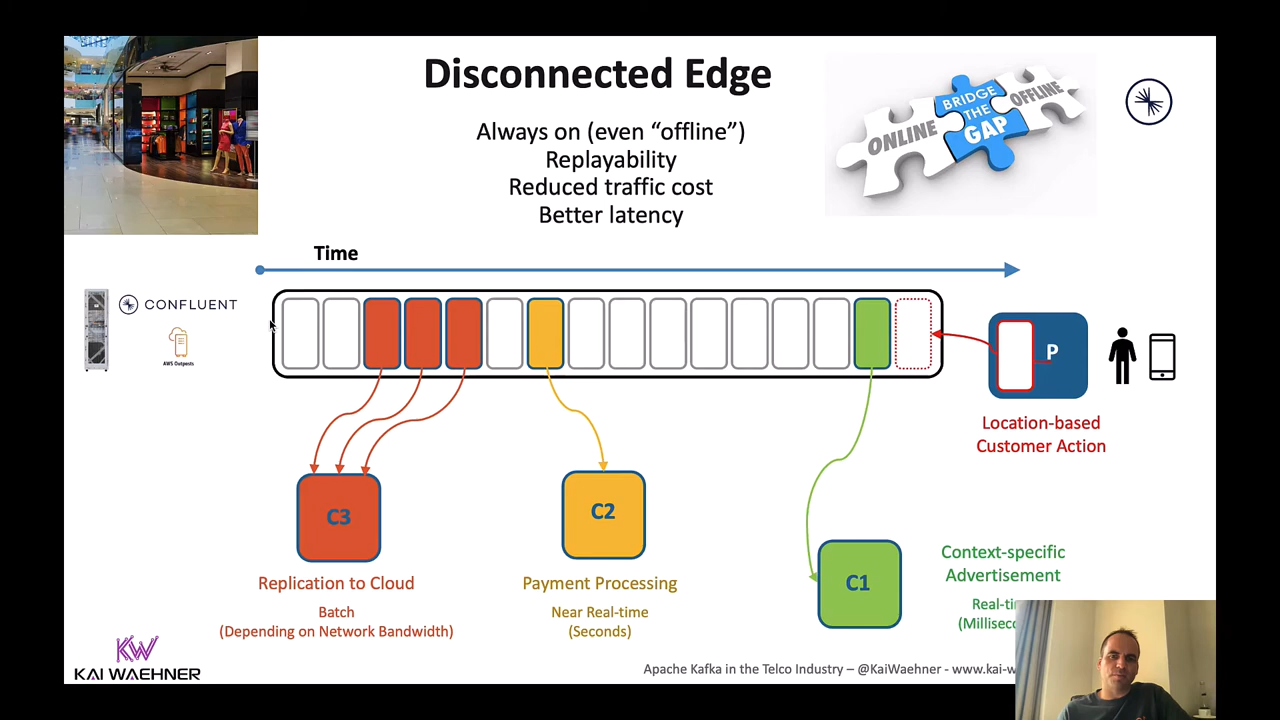 Disconnected Edge
ONLINE
BRIDGE
THE
GAP
OFFLINE
Always on (even “offline”)
Replayability
Reduced traffic cost
Better latency
Time
CONFLUENT
AWS Outposts
P
Location-based
Customer Action
C3
C2
C1
Replication to Cloud
Batch
(Depending on Network Bandwidth)
Payment Processing
Near Real-time
(Seconds)
Context-specific
Advertisement
KW
KAI WAEHNER
Apache Kafka in the Telco Industry – @KaiWaehner - www.kai-w